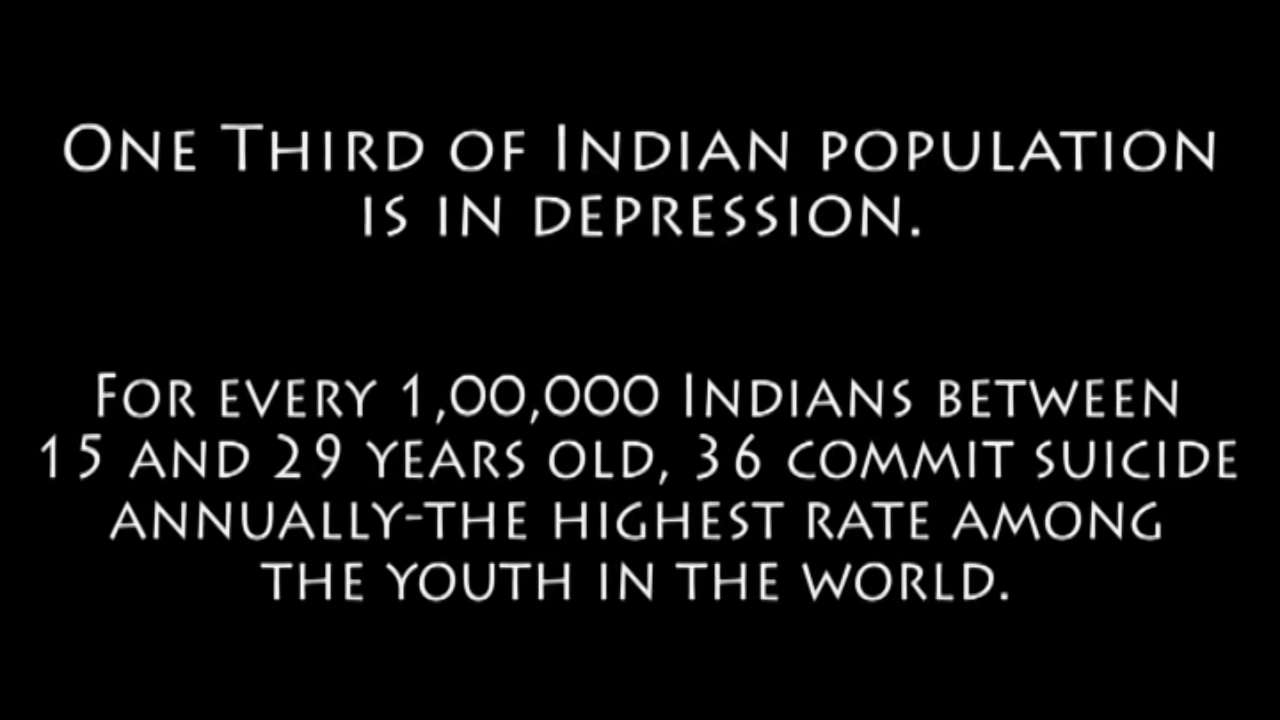 One Third of Indian population
is in depression.
For every 1,00,000 Indians between
15 and 29 years old, 36 commit suicide
annually-the highest rate among
the youth in the world.